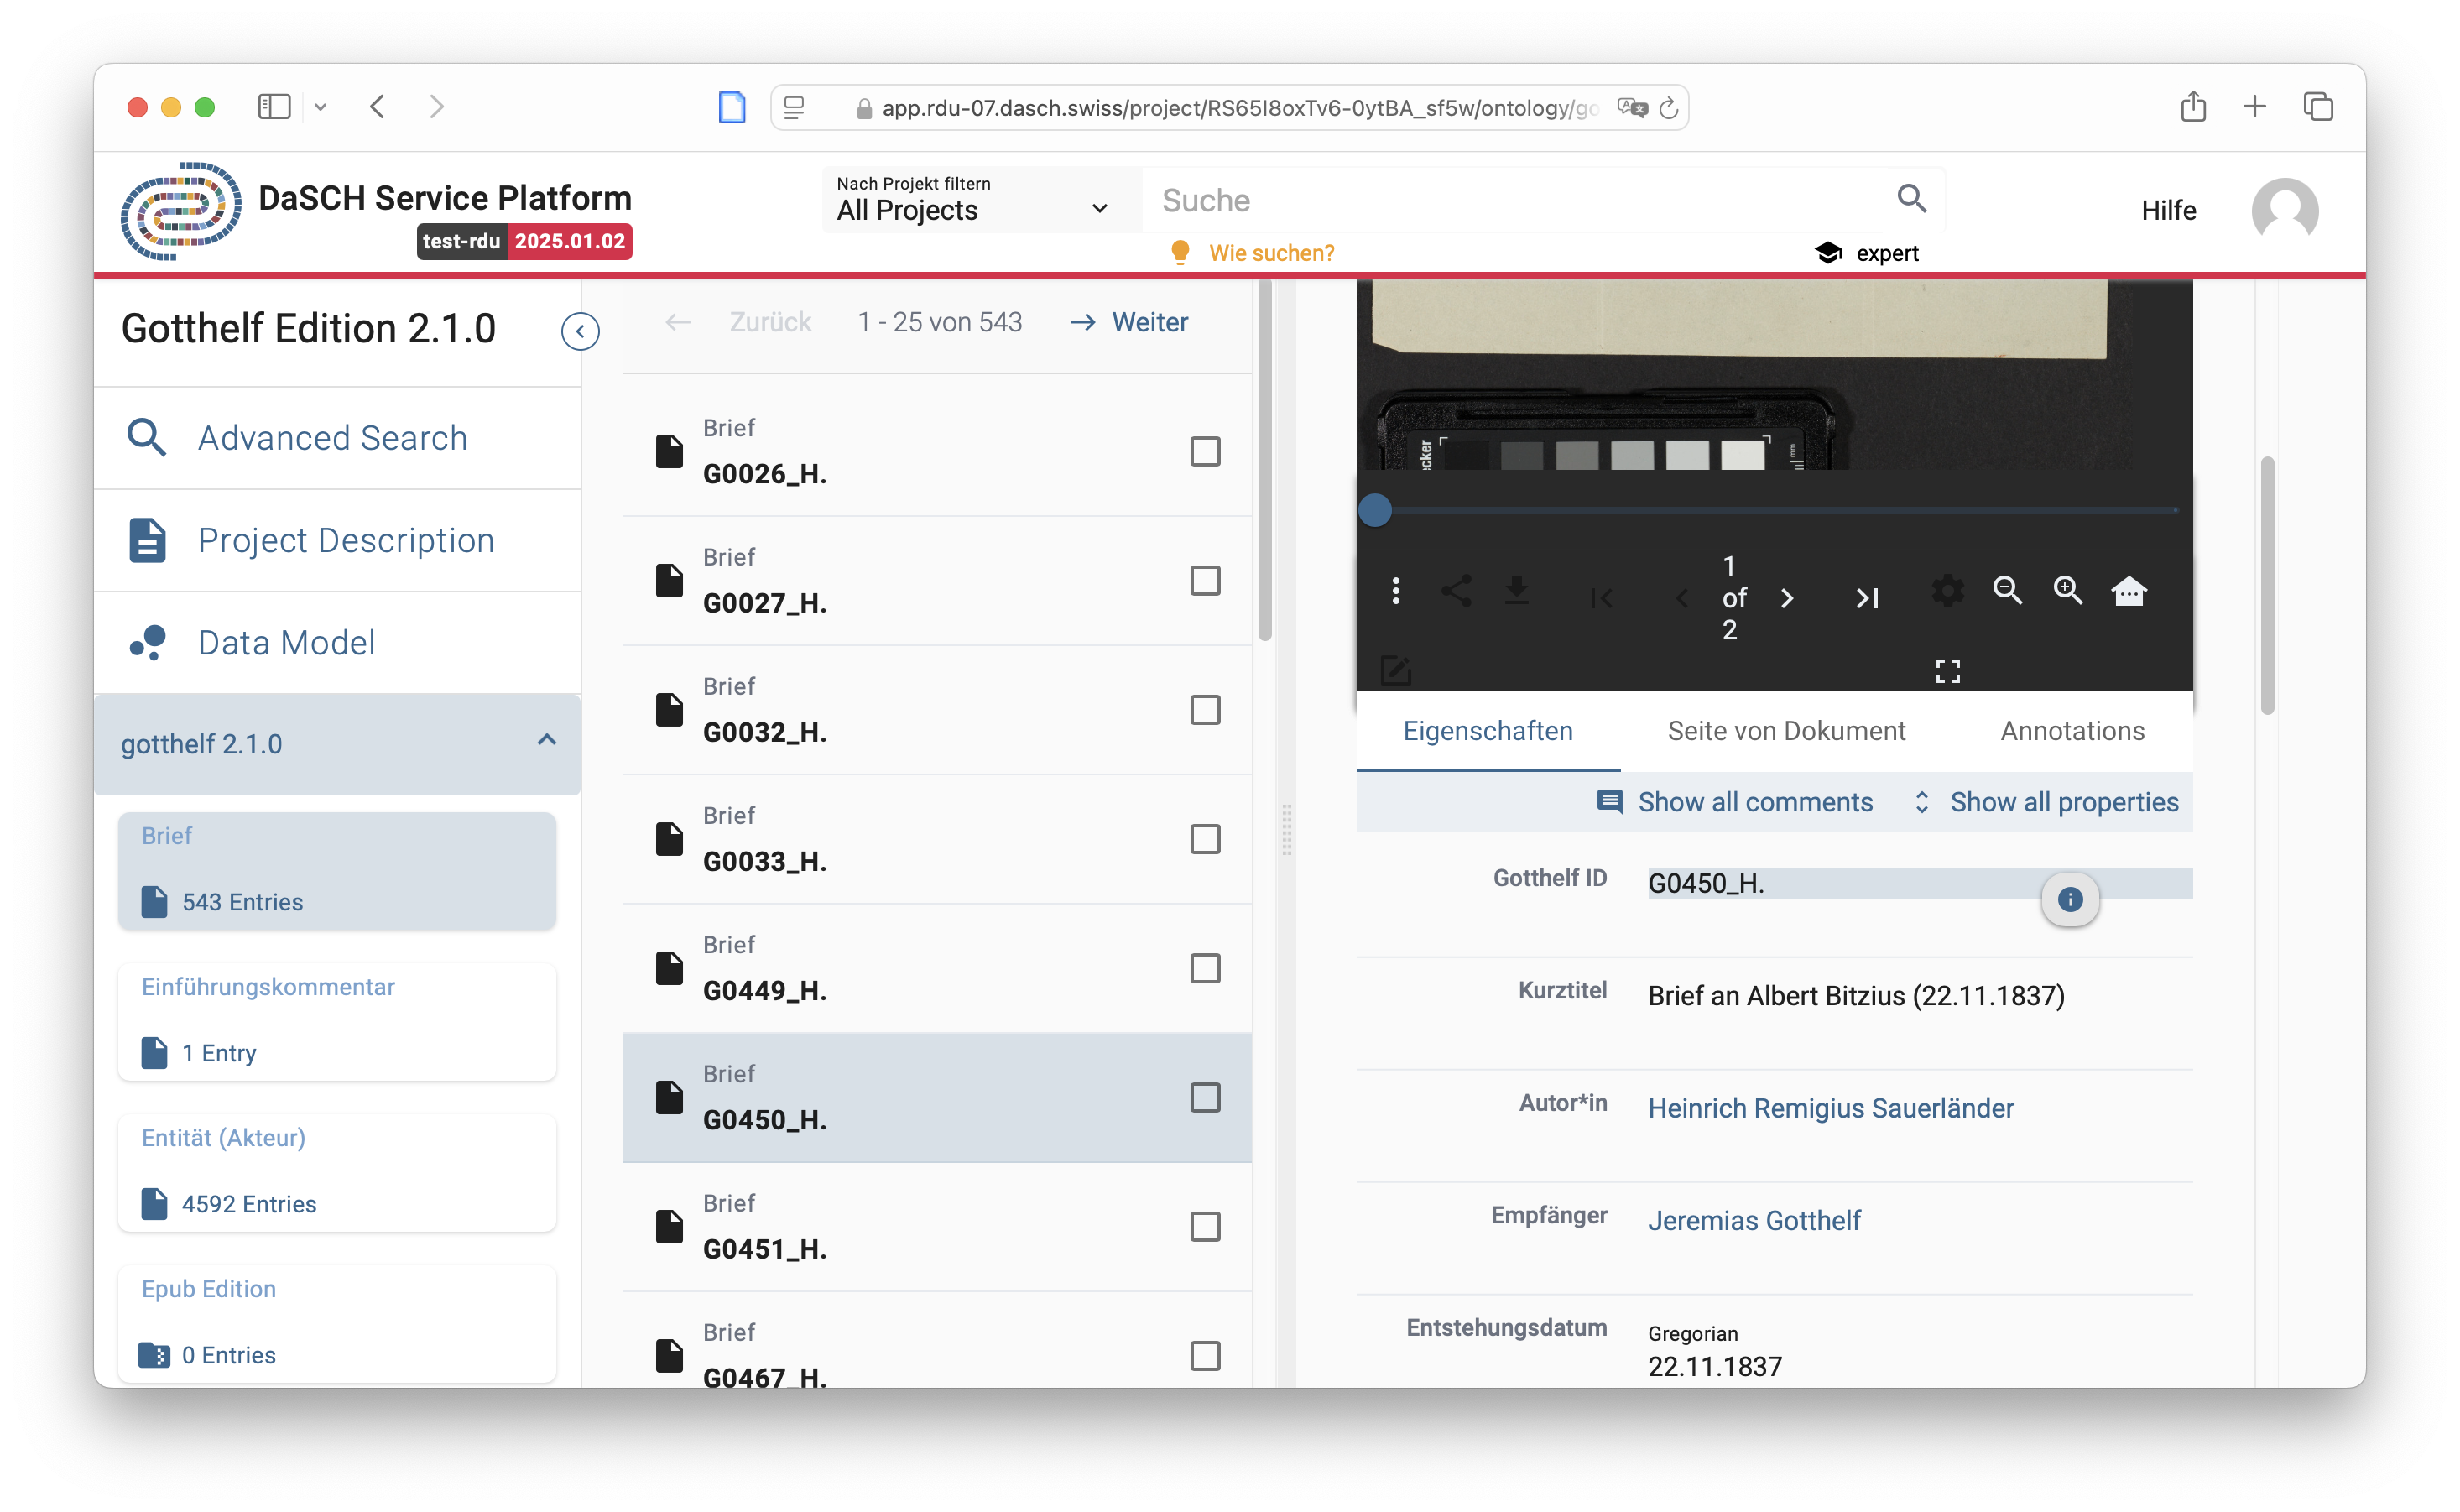 app.rdu-07.dasch.swiss/project/RS65I8oxTv6-0ytBA_sf5w/ontology/go
DaSCH Service Platform
test-rdu 2025.01.02
Nach Projekt filtern
All Projects
Suche
Wie suchen?
expert
Hilfe
Gotthelf Edition 2.1.0
Advanced Search
Project Description
Data Model
gotthelf 2.1.0
Brief
543 Entries
Einführungskommentar
1 Entry
Entität (Akteur)
4592 Entries
Epub Edition
0 Entries
Zurück 1 - 25 von 543 Weiter
Brief
G0026_H.
Brief
G0027_H.
Brief
G0032_H.
Brief
G0033_H.
Brief
G0449_H.
Brief
G0450_H.
Brief
G0451_H.
Brief
G0467_H.
mm
1
of
2
Eigenschaften Seite von Dokument Annotations
Show all comments Show all properties
Gotthelf ID G0450_H.
Kurztitel Brief an Albert Bitzius (22.11.1837)
Autor*in Heinrich Remigius Sauerländer
Empfänger Jeremias Gotthelf
Entstehungsdatum Gregorian
22.11.1837